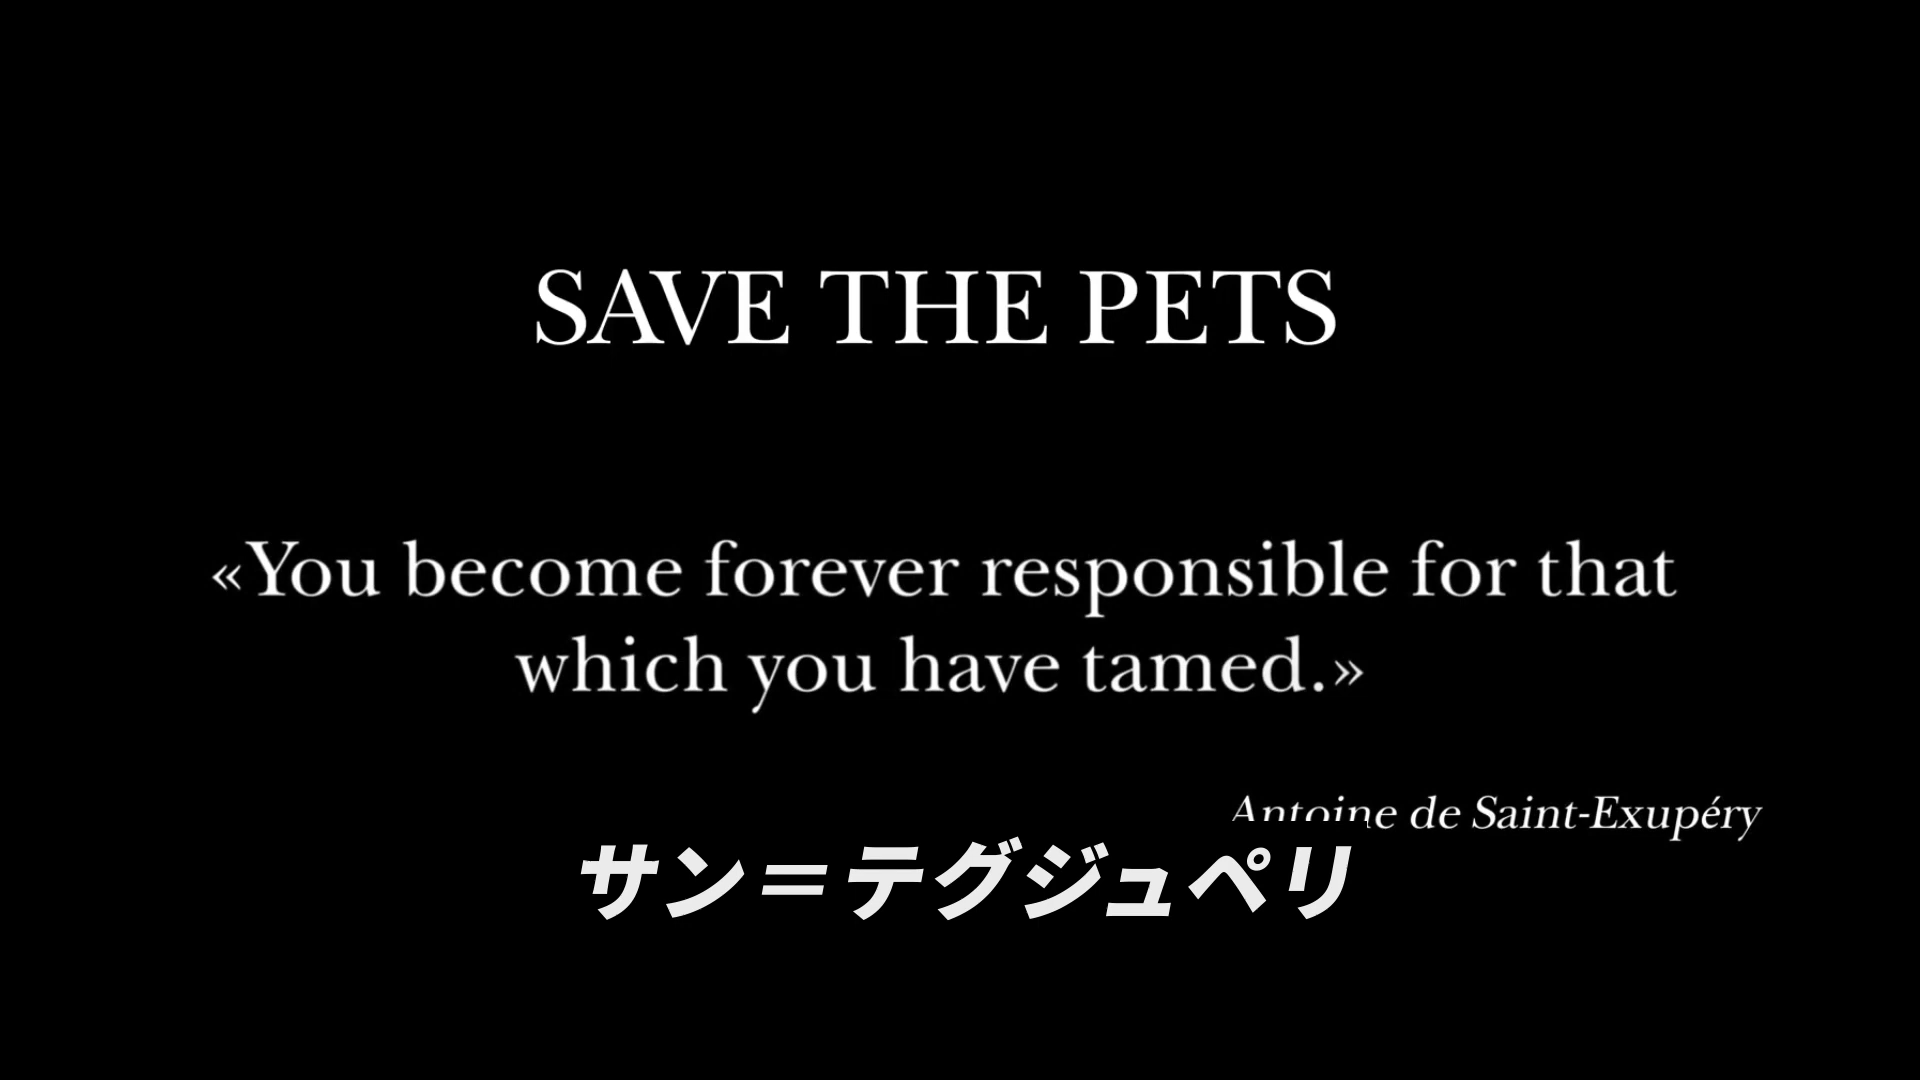 SAVE THE PETS
«You become forever responsible for that
which you have tamed.»
Antoine de Saint-Exupéry
サン＝テグジュペリ